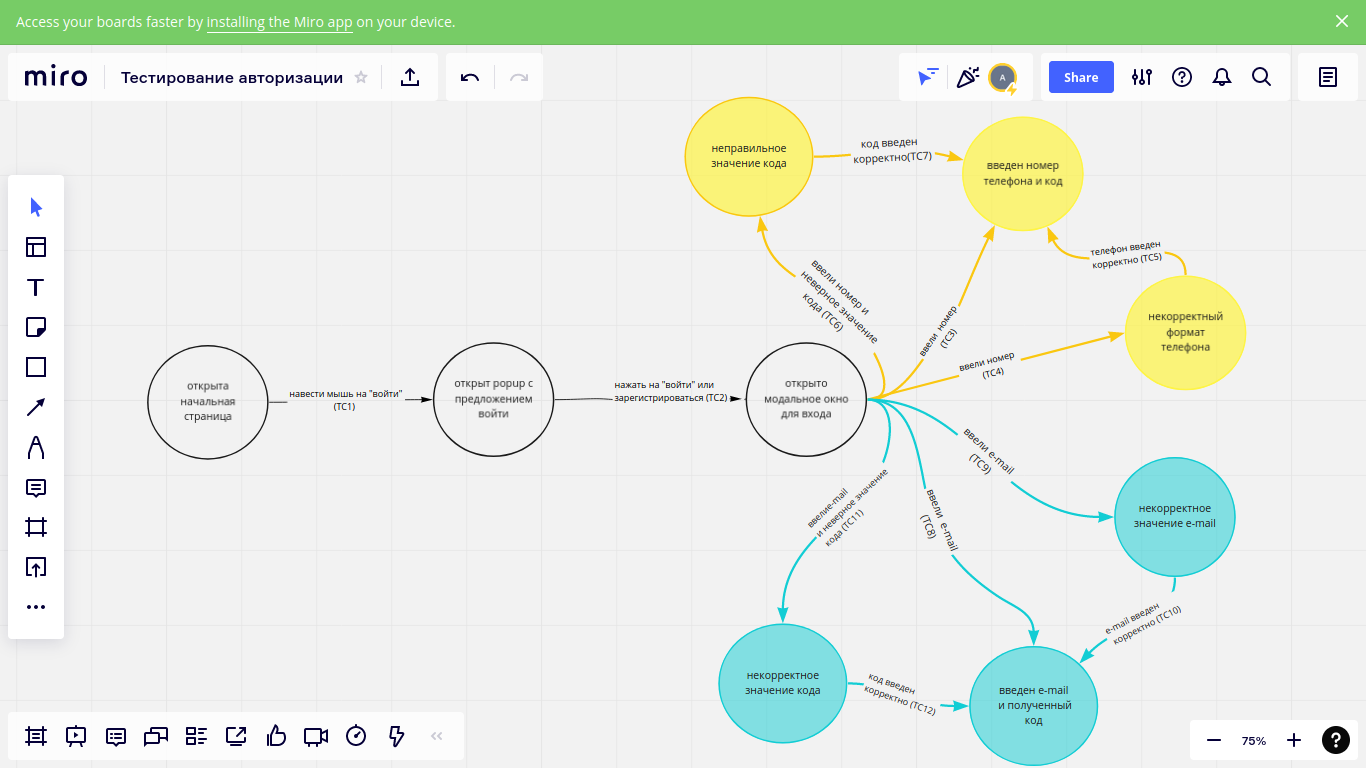 Access your boards faster by installing the Miro app on your device.
miro
Тестирование авторизации
A
Share
неправильное
значение кода
код введен
корректно(TC7)
введен номер
телефона и код
телефон введен
корректно (TC5)
ввели номер и
неверное значение
кода (TC6)
ввели номер
(TC3)
ввели номер
(TC4)
некорректный
формат
телефона
открыта
начальная
страница
навести мышь на "войти"
(TC1)
открыт popup с
предложением
войти
нажать на "войти" или
зарегистрироваться (TC2)
открыто
модальное окно
для входа
ввели e-mail
(TC9)
ввелиe-mail
и неверное значение
кода (TC11)
ввели e-mail
(TC8)
некорректное
значение e-mail
e-mail введен
корректно (TC10)
некорректное
значение кода
код введен
корректно (TC12)
введен e-mail
и полученный
код
75%